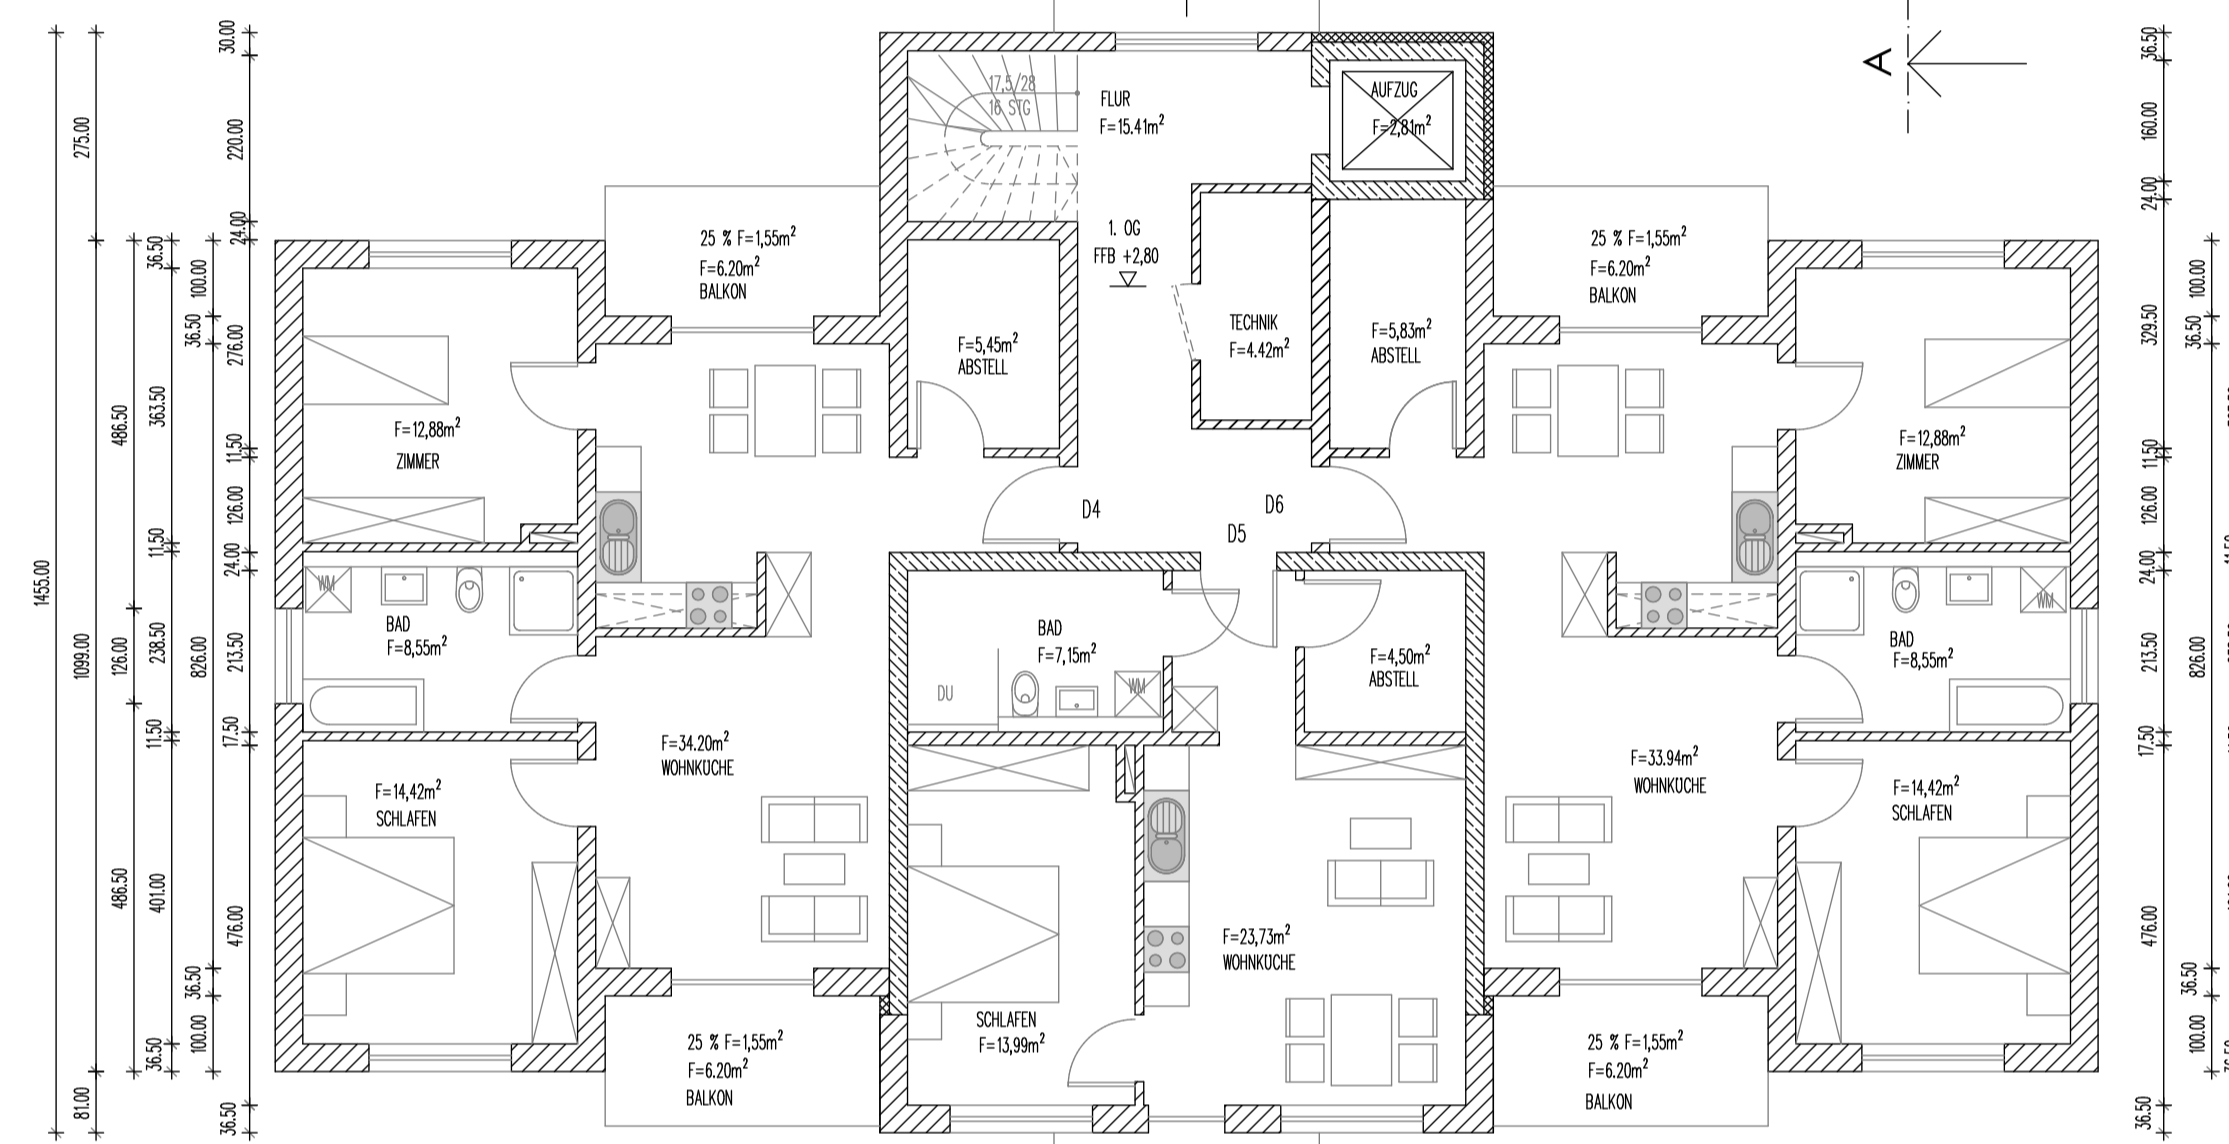 17,5/28
16 STG
FLUR
F=15.41m²
AUFZUG
F=2,81m²
A
25 % F=1,55m²
F=6.20m²
BALKON
1. OG
FFB +2,80
25 % F=1,55m²
F=6.20m²
BALKON
F=12,88m²
ZIMMER
F=5,45m²
ABSTELL
TECHNIK
F=4.42m²
F=5,83m²
ABSTELL
F=12,88m²
ZIMMER
D4
D5
D6
WM
BAD
F=8,55m²
BAD
F=7,15m²
DU
WM
F=4,50m²
ABSTELL
BAD
F=8,55m²
WM
F=34.20m²
WOHNKÜCHE
F=33.94m²
WOHNKÜCHE
F=14,42m²
SCHLAFEN
F=14,42m²
SCHLAFEN
F=23,73m²
WOHNKÜCHE
SCHLAFEN
F=13,99m²
25 % F=1,55m²
F=6.20m²
BALKON
25 % F=1,55m²
F=6.20m²
BALKON
1455.00
275.00
1099.00
81.00
486.50
126.00
486.50
36.50
363.50
11.50
238.50
11.50
401.00
36.50
100.00
36.50
826.00
36.50
100.00
30.00
220.00
24.00
276.00
11.50
126.00
24.00
213.50
17.50
476.00
36.50
36.50
160.00
24.00
329.50
11.50
126.00
24.00
213.50
17.50
476.00
36.50
100.00
36.50
826.00
36.50
100.00